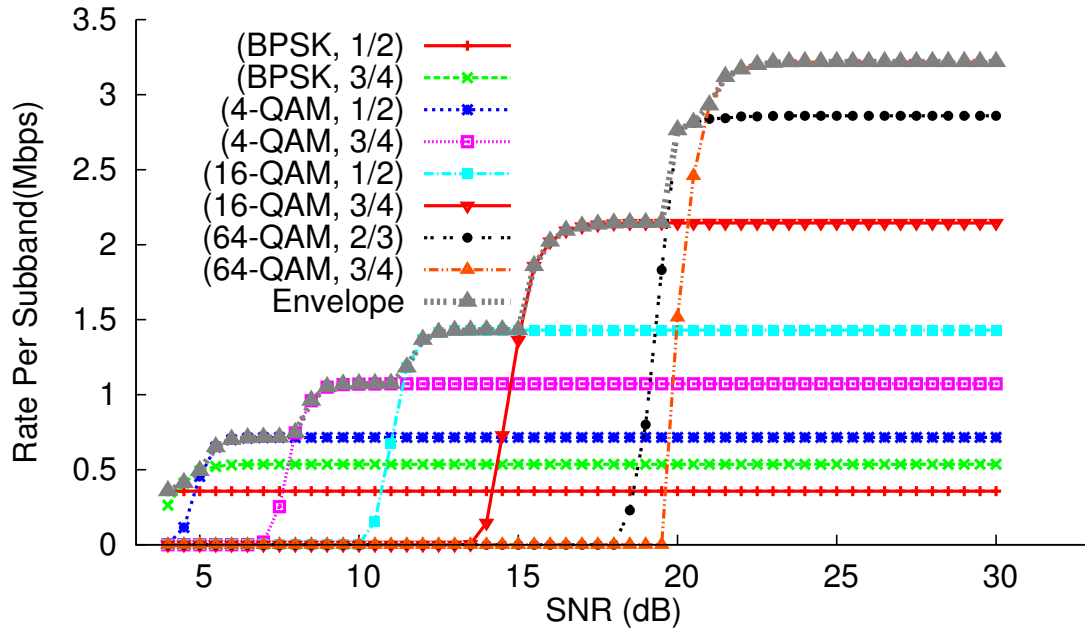 3.5
3
2.5
2
1.5
1
0.5
0
Rate Per Subband(Mbps)
(BPSK, 1/2)
(BPSK, 3/4)
(4-QAM, 1/2)
(4-QAM, 3/4)
(16-QAM, 1/2)
(16-QAM, 3/4)
(64-QAM, 2/3)
(64-QAM, 3/4)
Envelope
5 10 15 20 25 30
SNR (dB)